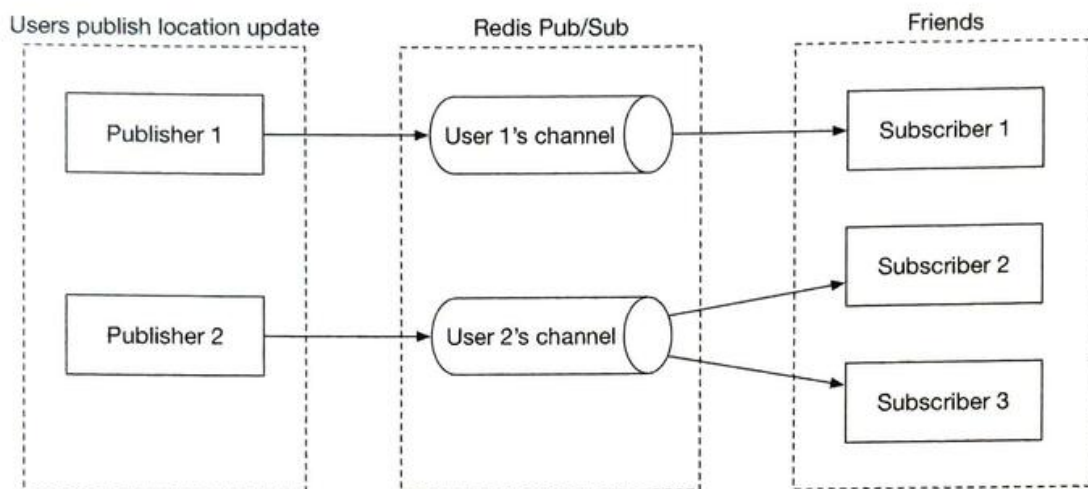 Users publish location update
Redis Pub/Sub
Friends
Publisher 1
User 1's channel
Subscriber 1
Subscriber 2
Publisher 2
User 2's channel
Subscriber 3